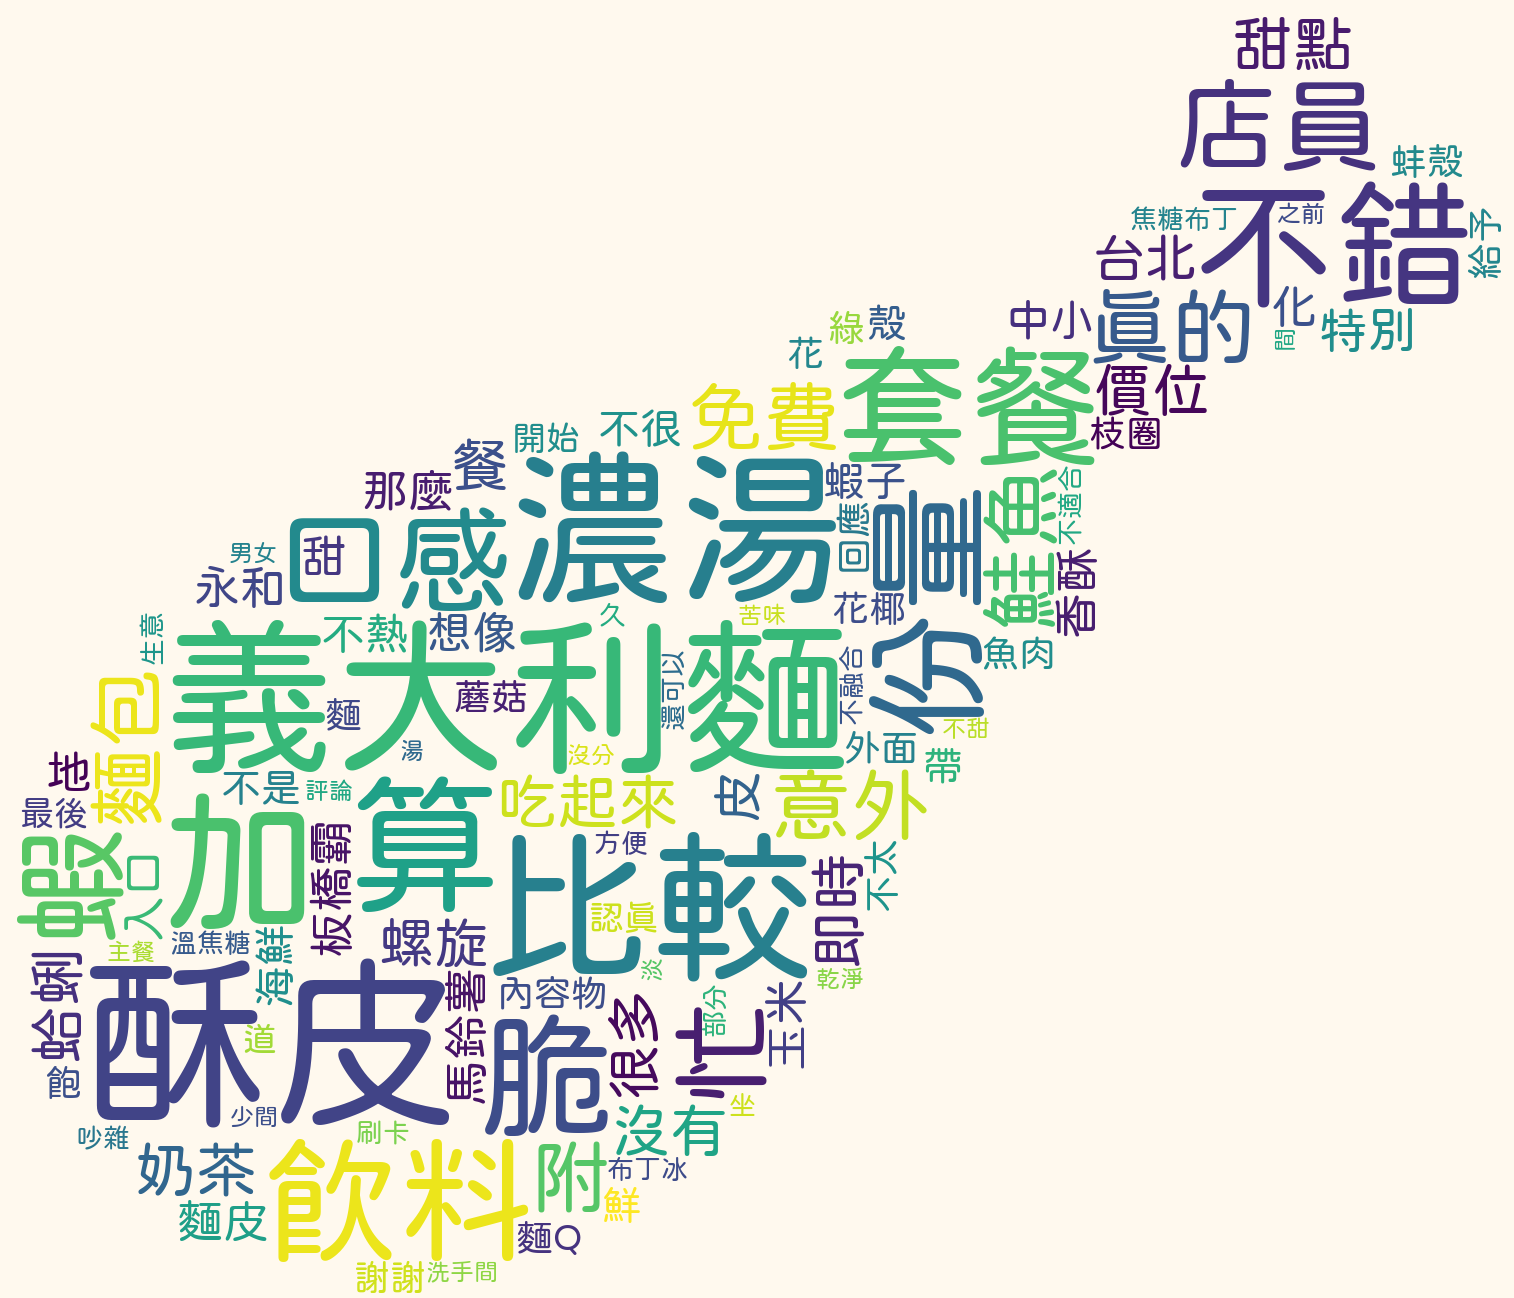 甜點
店員
蚌殼
不錯
之前
焦糖布丁
給予
台北
真的
化
特別
間
中小
綠
殼
花
套餐
價位
枝圈
免費
不很
開始
餐
那麼
濃湯
蝦子
鮭魚
不適合
回應
份量
香酥
口感
甜
男女
永和
花椰
魚肉
苦味
久
想像
不熱
生意
義大利麵
還可以
不融合
蘑菇
麵
湯
沒分
不甜
外面
帶
麵包
地
最後
不是
評論
加
算
吃起來
皮
意外
方便
比較
認真
即時
不太
蝦
入口
板橋霸
螺旋
主餐
溫焦糖
海鮮
蛤蜊
淡
乾淨
內容物
部分
玉米
酥皮
道
馬鈴薯
脆
很多
忙
飽
少間
坐
沒有
吵雜
刷卡
奶茶
飲料
附
布丁冰
鮮
麵皮
麵Q
謝謝
洗手間